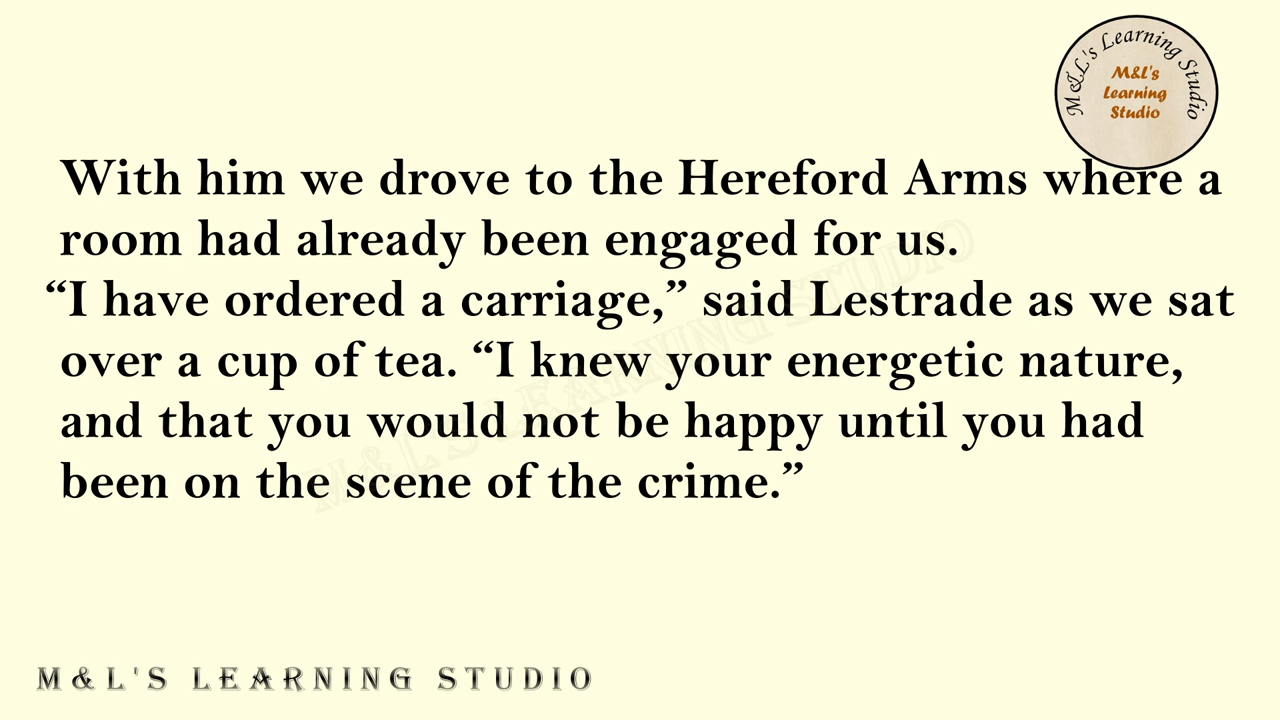 M&L's Learning Studio
M&L's
Learning
Studio
With him we drove to the Hereford Arms where a
room had already been engaged for us.
“I have ordered a carriage,” said Lestrade as we sat
over a cup of tea. “I knew your energetic nature,
and that you would not be happy until you had
been on the scene of the crime.”
M&L'S LEARNING STUDIO
M&L'S LEARNING STUDIO